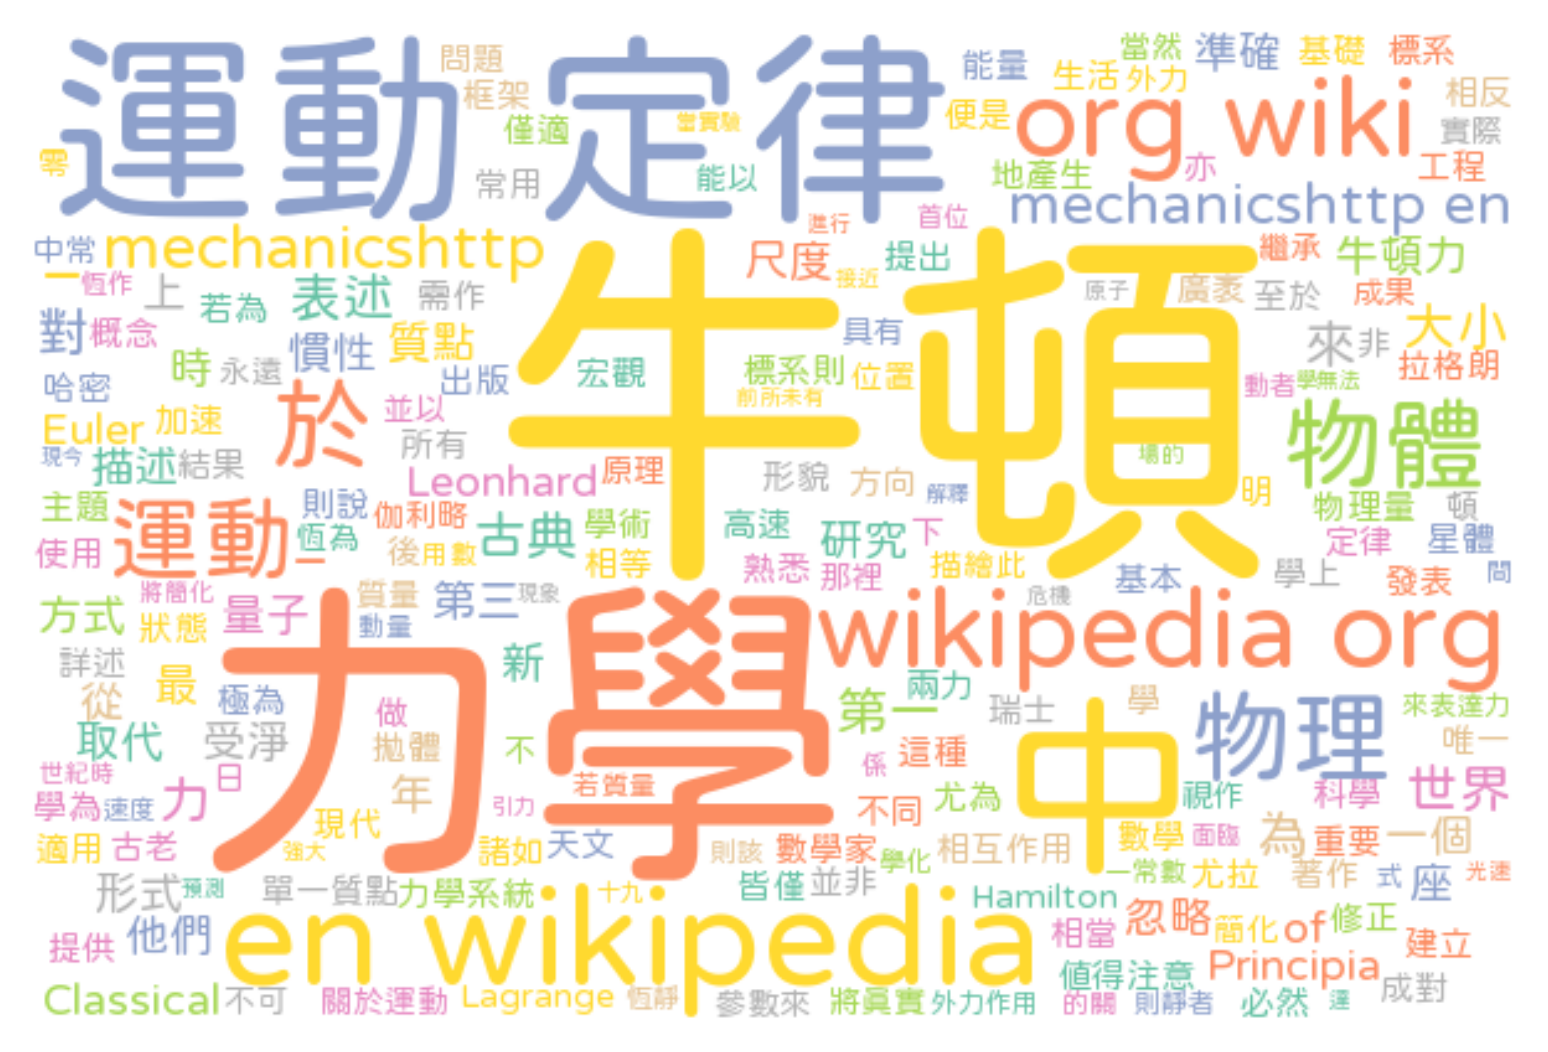 運動定律
問題
框架
僅適
當實驗
常用
能以
零
能量
當然
準確
基礎
標系
生活
外力
便是
org wiki
相反
實際
地產生
亦
工程
mechanicshttp en
首位
進行
中常
mechanicshttp
尺度
提出
繼承
牛頓力
一
恆作
上
若為
表述
需作
接近
原子
廣袤
至於
成果
牛頓
對
概念
慣性
質點
具有
來
非
大小
時
永遠
出版
宏觀
標系則
位置
拉格朗
哈密
前所未有
動者
學無法
Euler
加速
於
並以
物體
現今
描述
結果
所有
Leonhard
原理
形貌
方向
解釋
場的
明
主題
運動
則說
伽利略
物理量
頓
使用
恆為
古典
學術
高速
研究
下
定律
星體
一
後
用數
相等
熟悉
那裡
描繪此
基本
學上
發表
問
將簡化
質量
第三
現象
危機
方式
狀態
量子
動量
力學
wikipedia org
詳述
最
新
兩力
從
極為
做
第一
瑞士
學
中
物理
來表達力
取代
受淨
拋體
不
這種
唯一
世紀時
日
係
學為
速度
力
年
若質量
引力
不同
尤為
視作
科學
世界
適用
古老
現代
強大
諸如
天文
則該
數學家
學化
相互作用
數學
面臨
為
重要
一個
形式
預測
單一質點
力學系統
十九
皆僅
並非
一常數
尤拉
著作
式
座
光速
提供
他們
en wikipedia
Hamilton
相當
忽略
簡化
of
修正
建立
值得注意
Principia
Classical
不可
關於運動
Lagrange
恆靜
參數來
將真實
外力作用
的關
則靜者
必然
達
成對